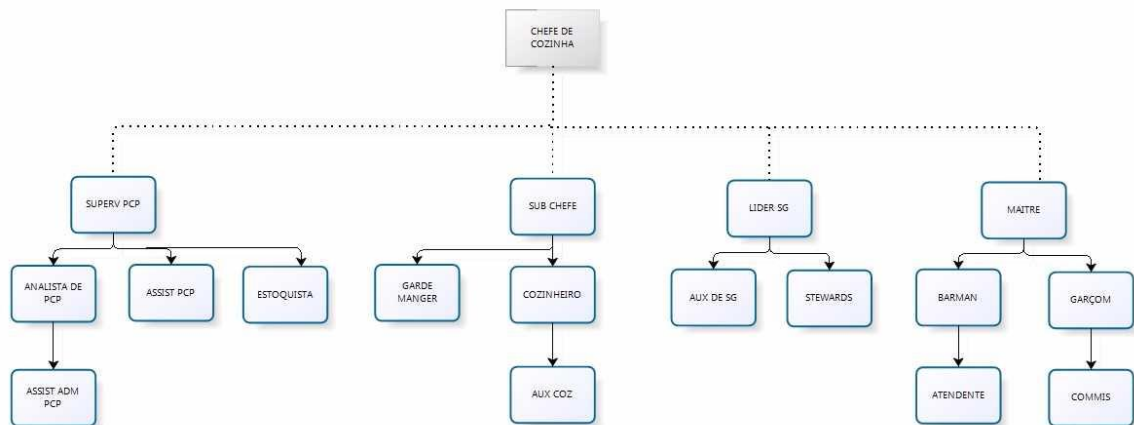 CHEFE DE
COZINHA
SUPERV PCP
SUB CHEFE
LIDER SG
MAITRE
ANALISTA DE
PCP
ASSIST PCP
ESTOQUISTA
GARDE
MANGER
COZINHEIRO
AUX DE SG
STEWARDS
BARMAN
GARÇOM
ASSIST ADM
PCP
AUX COZ
ATENDENTE
COMMIS